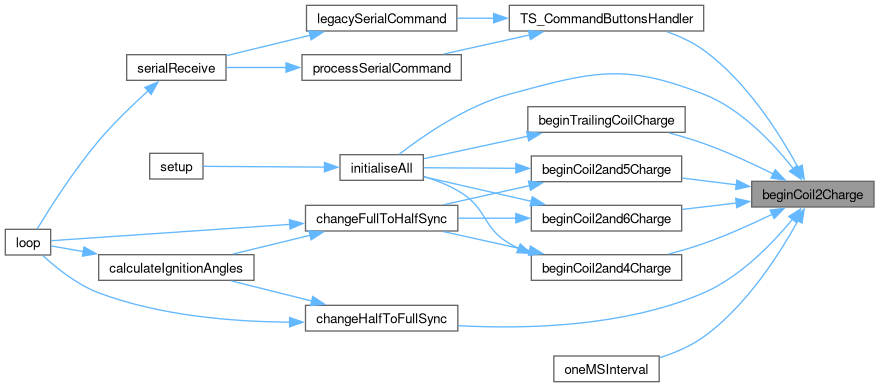 legacySerialCommand
TS_CommandButtonsHandler
serialReceive
processSerialCommand
beginTrailingCoilCharge
setup
initialiseAll
beginCoil2and5Charge
beginCoil2Charge
changeFullToHalfSync
beginCoil2and6Charge
loop
calculateIgnitionAngles
beginCoil2and4Charge
changeHalfToFullSync
oneMSInterval